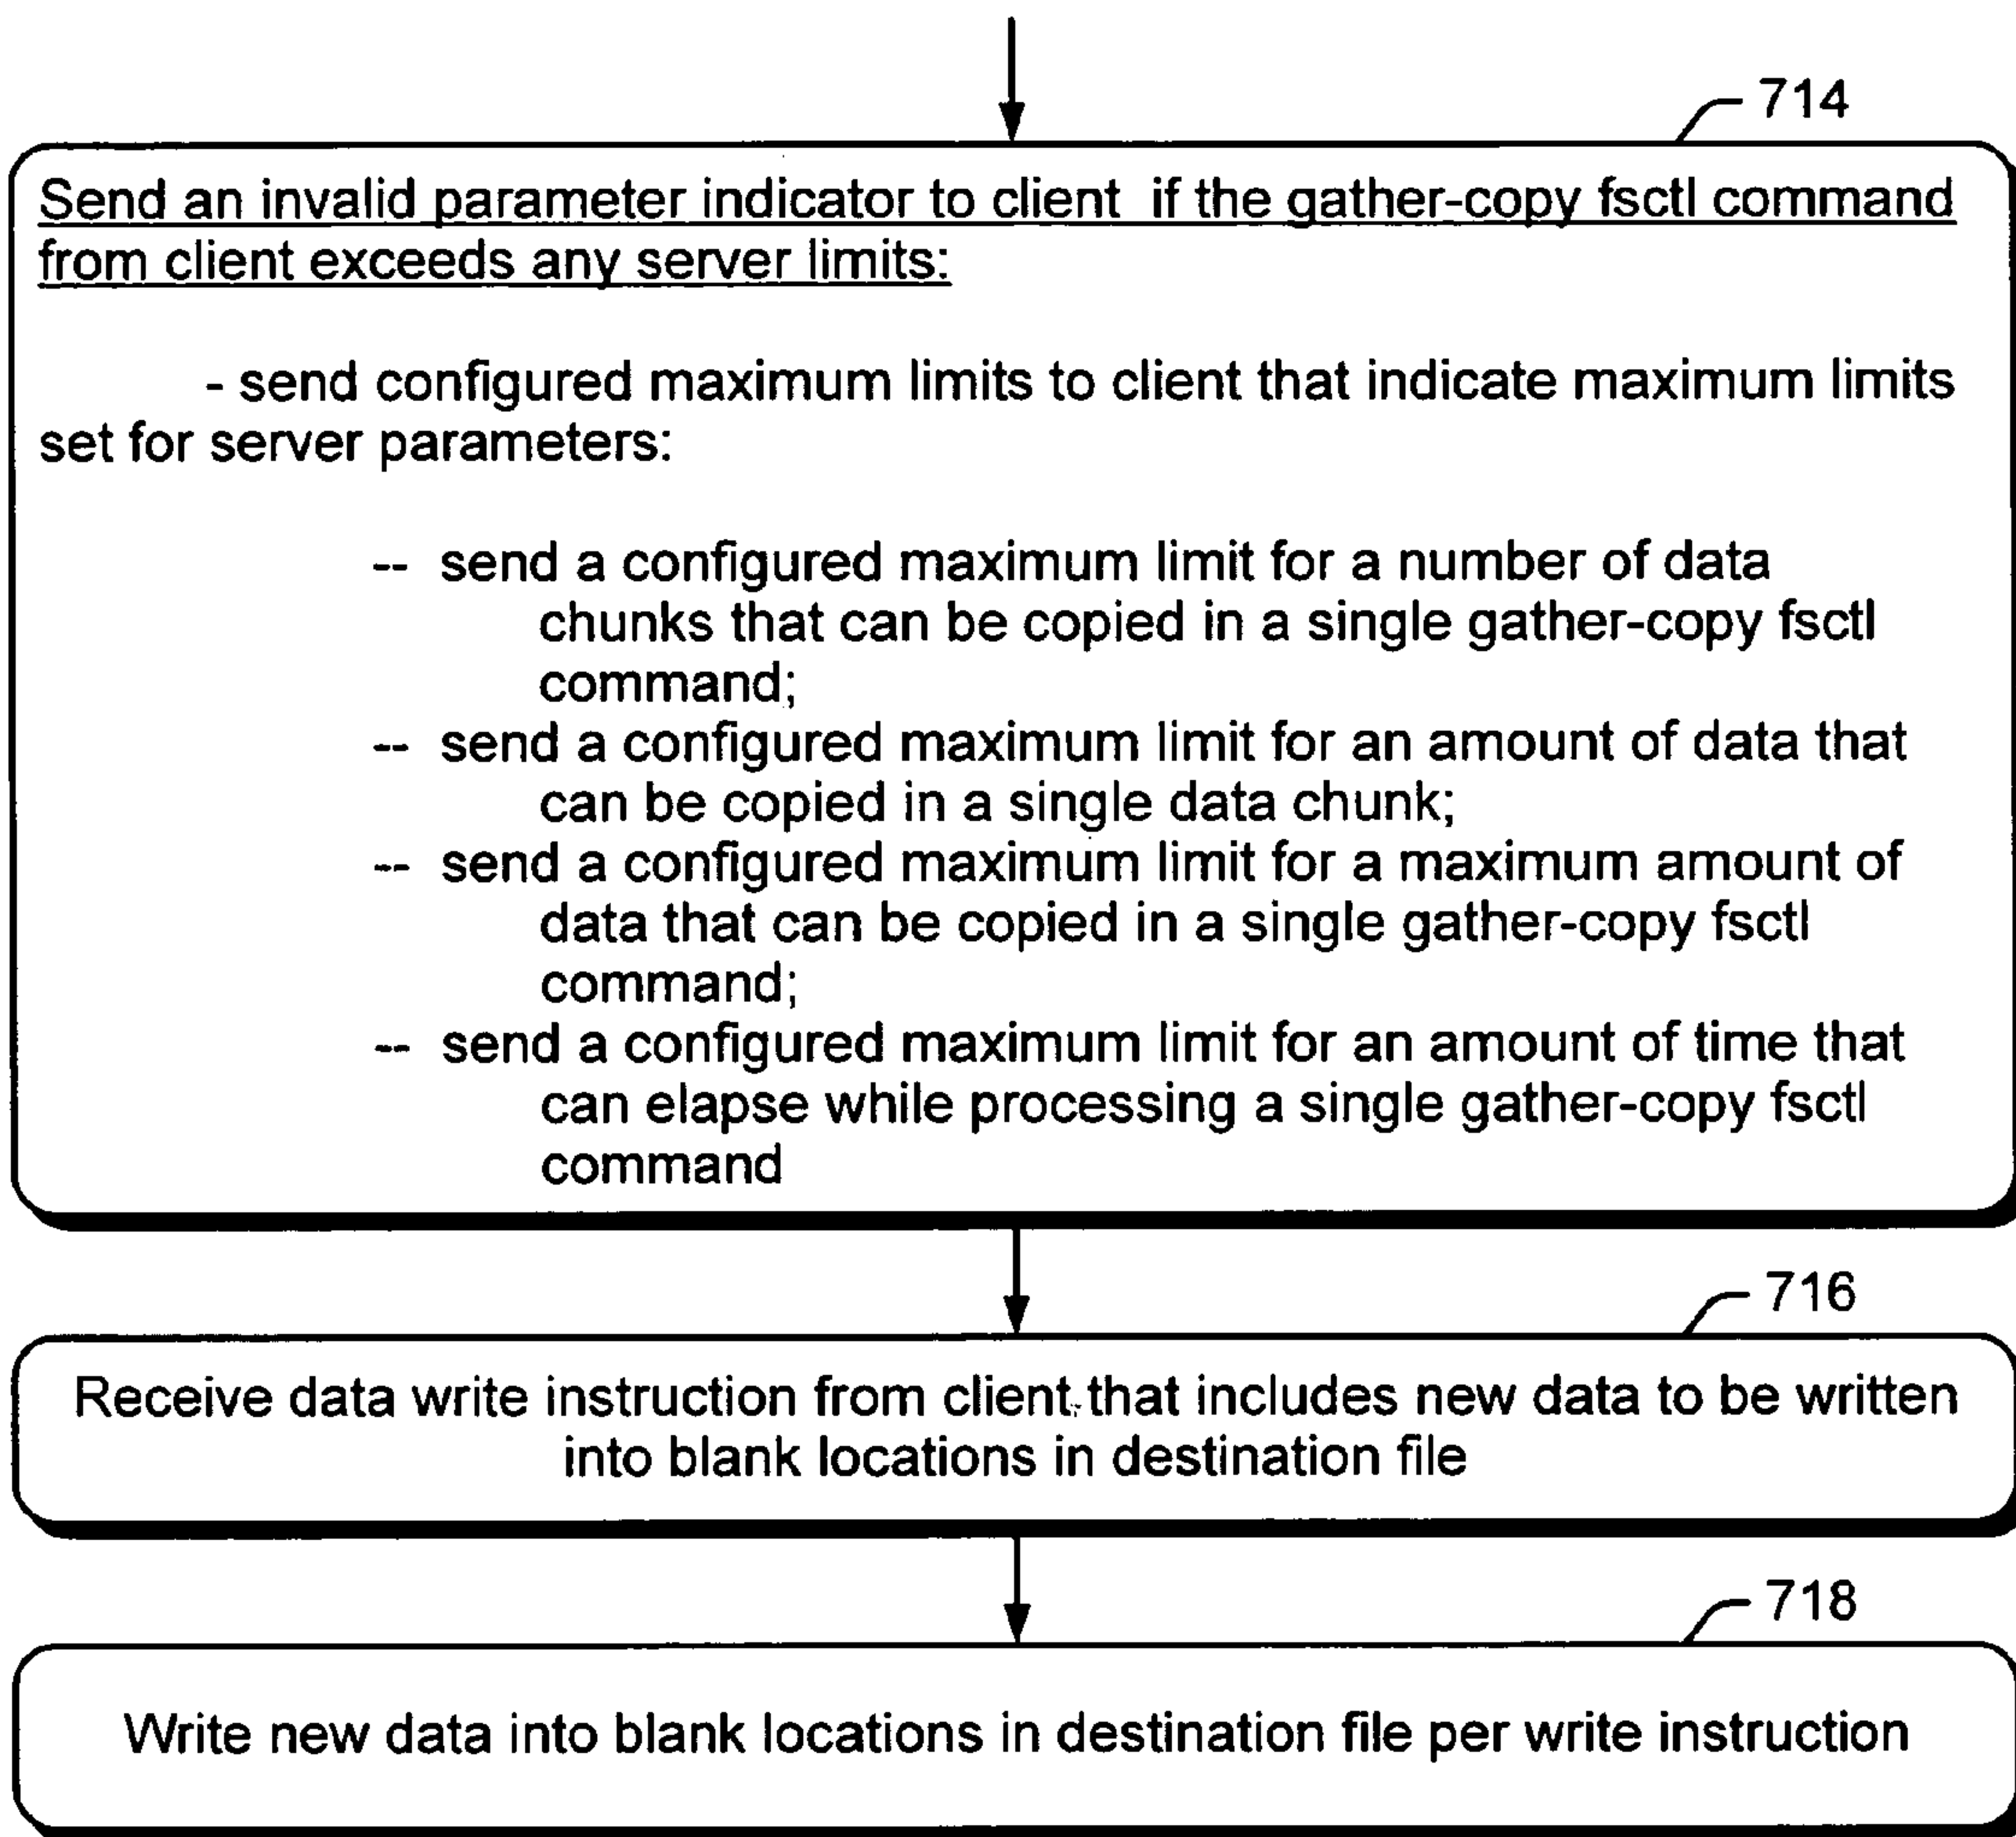 714
Send an invalid parameter indicator to client if the gather-copy fsctl command
from client exceeds any server limits:
- send configured maximum limits to client that indicate maximum limits
set for server parameters:
-- send a configured maximum limit for a number of data
chunks that can be copied in a single gather-copy fsctl
command;
-- send a configured maximum limit for an amount of data that
can be copied in a single data chunk;
-- send a configured maximum limit for a maximum amount of
data that can be copied in a single gather-copy fsctl
command;
-- send a configured maximum limit for an amount of time that
can elapse while processing a single gather-copy fsctl
command
716
Receive data write instruction from client that includes new data to be written
into blank locations in destination file
718
Write new data into blank locations in destination file per write instruction